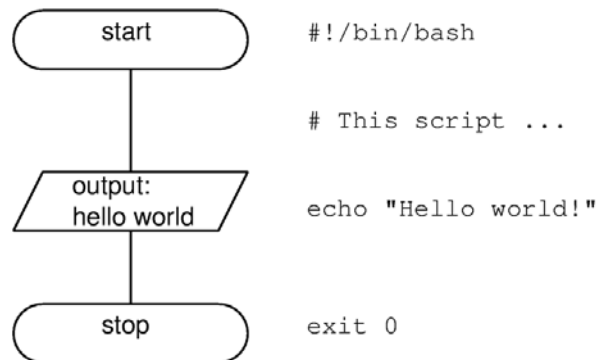 start
#!/bin/bash
# This script ...
output:
hello world
echo "Hello world!"
stop
exit 0